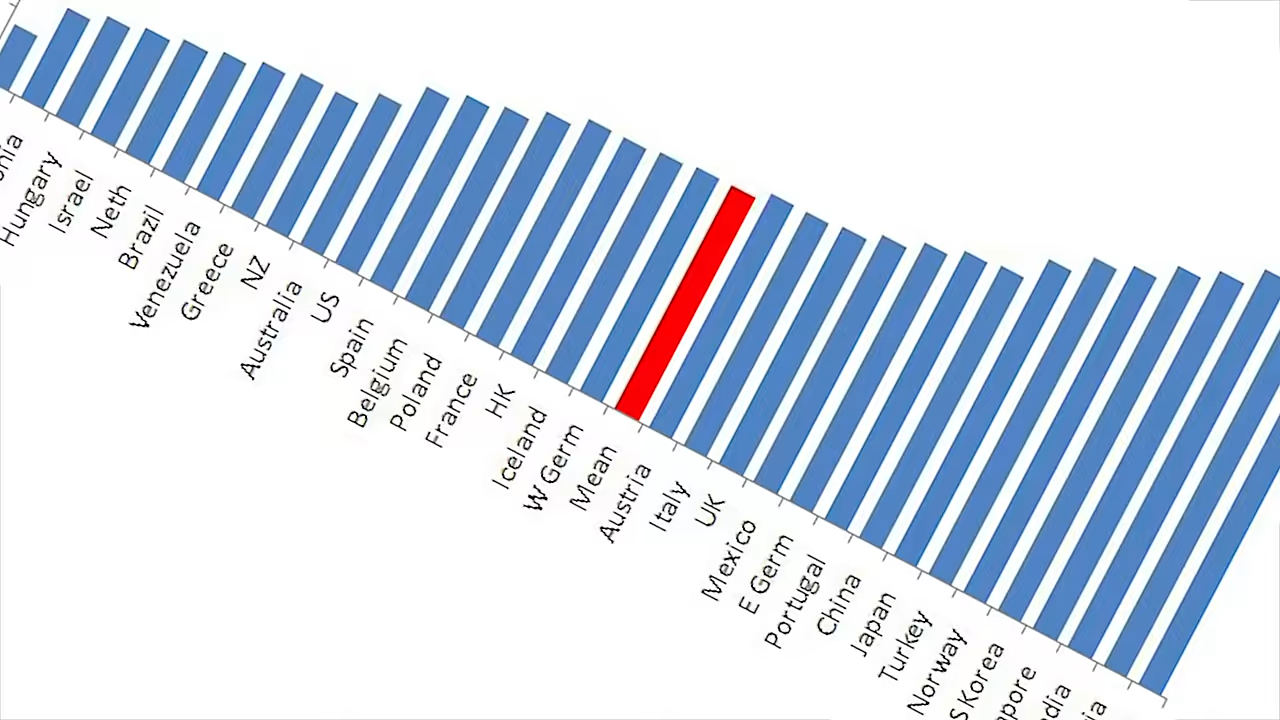 Hungary
Israel
Neth
Brazil
Venezuela
Greece
NZ
Australia
US
Spain
Belgium
Poland
France
HK
Iceland
W Germ
Mean
Austria
Italy
UK
Mexico
E Germ
Portugal
China
Japan
Turkey
Norway
S Korea